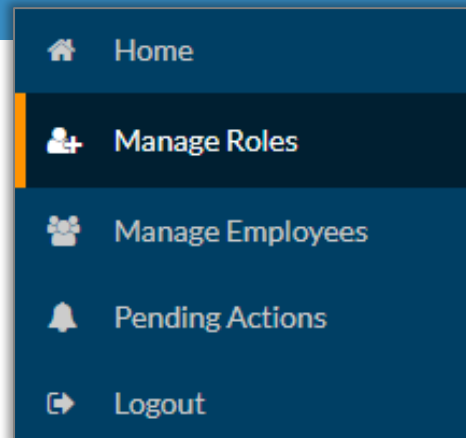 Home
Manage Roles
Manage Employees
Pending Actions
Logout